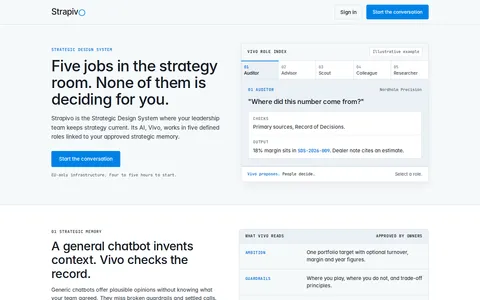 Strapivo
Sign in
Start the conversation
STRATEGIC DESIGN SYSTEM
Five jobs in the strategy
room. None of them is
deciding for you.
Strapivo is the Strategic Design System where your leadership
team keeps strategy current. Its AI, Vivo, works in five defined
roles linked to your approved strategic memory.
Start the conversation
EU-only infrastructure. Four to five hours to start.
VIVO ROLE INDEX
Illustrative example
01
Auditor
02
Advisor
03
Scout
04
Colleague
05
Researcher
01 AUDITOR
Nordhole Precision
"Where did this number come from?"
CHECKS
Primary sources, Record of Decisions.
OUTPUT
18% margin sits in SDS-2026-009. Dealer note cites an estimate.
Vivo proposes. People decide.
Select a role.
01 STRATEGIC MEMORY
A general chatbot invents
context. Vivo checks the
record.
Generic chatbots offer plausible opinions without knowing what
your team agreed. They miss broken guardrails and settled calls.
WHAT VIVO READS
APPROVED BY OWNERS
AMBITION
One portfolio target with optional turnover,
margin and year figures.
GUARDRAILS
Where you play, where you do not, and trade-off
principles.